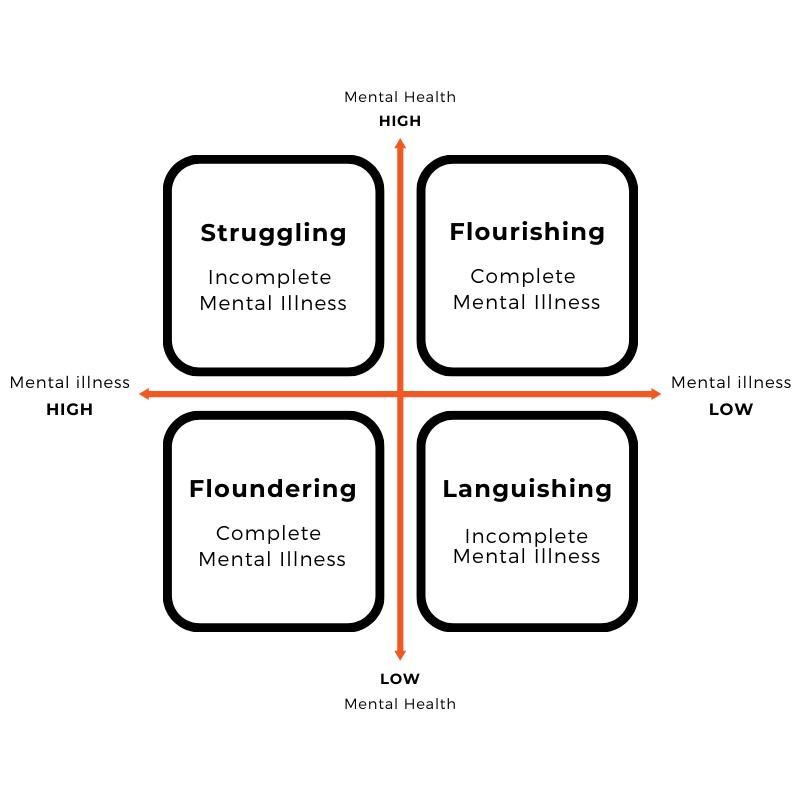 Mental Health
HIGH
Struggling
Incomplete
Mental Illness
Flourishing
Complete
Mental Illness
Mental illness
HIGH
Mental illness
LOW
Floundering
Complete
Mental Illness
Languishing
Incomplete
Mental Illness
LOW
Mental Health